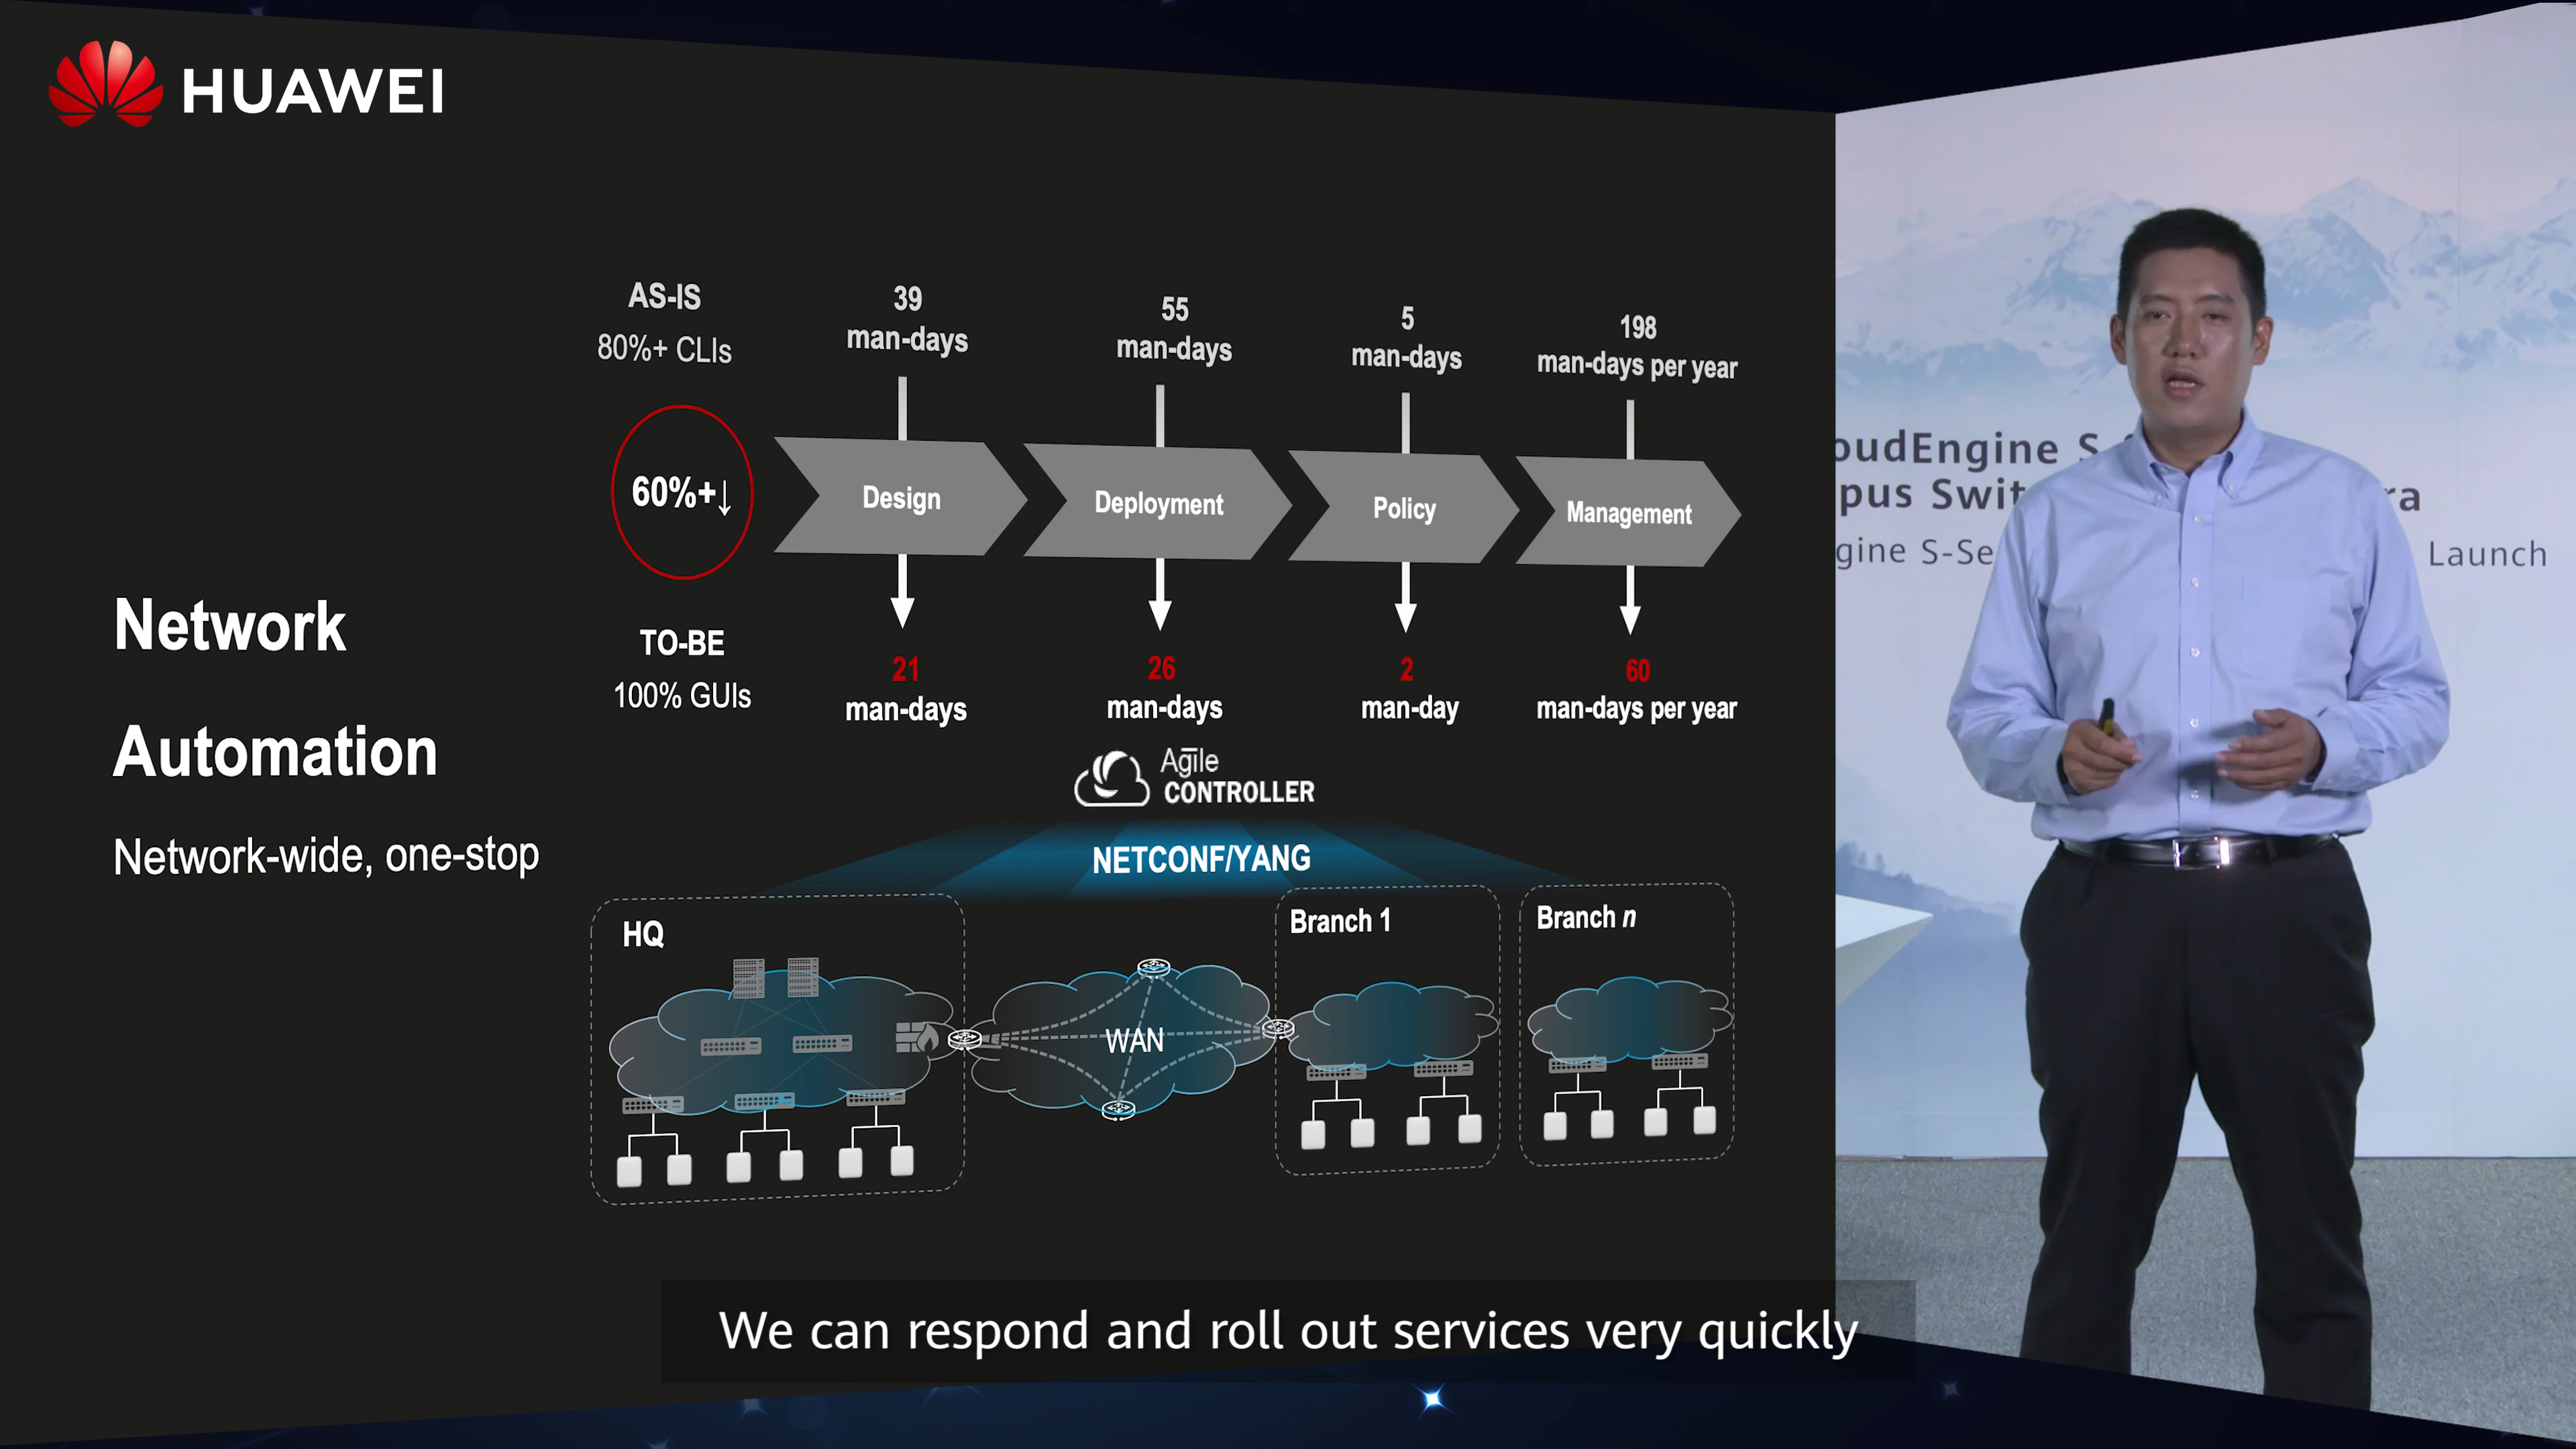 HUAWEI
AS-IS
80%+ CLIs
39
man-days
55
man-days
5
man-days
198
man-days per year
60%+↓
Design
Deployment
Policy
Management
TO-BE
100% GUIs
21
man-days
26
man-days
2
man-day
60
man-days per year
Network
Automation
Network-wide, one-stop
Agile
CONTROLLER
NETCONF/YANG
HQ
WAN
Branch 1
Branch n
oudEngine S
pus Swit ra
gine S-Se Launch
We can respond and roll out services very quickly